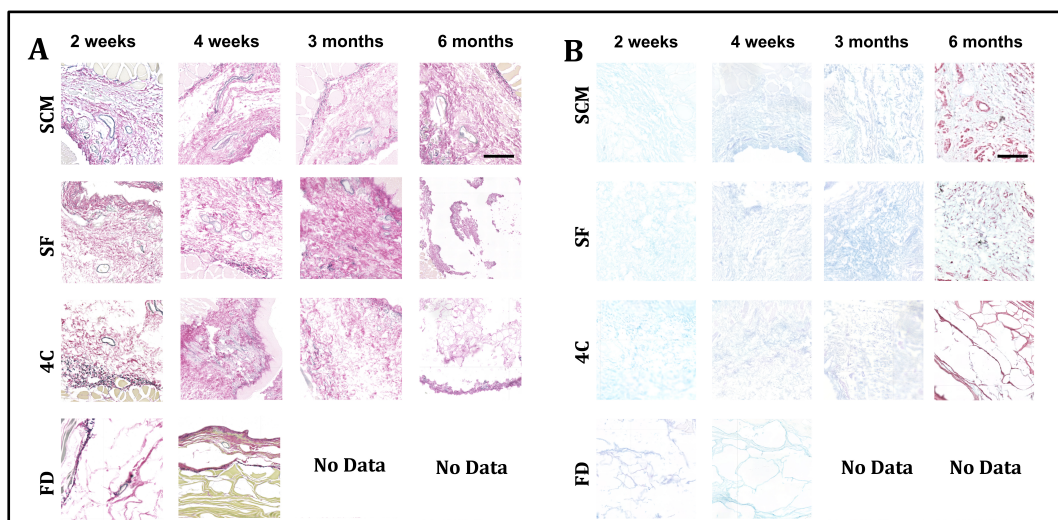 A
2 weeks 4 weeks 3 months 6 months
SCM
SF
4C
FD
No Data No Data
B
2 weeks 4 weeks 3 months 6 months
SCM
SF
4C
FD
No Data No Data